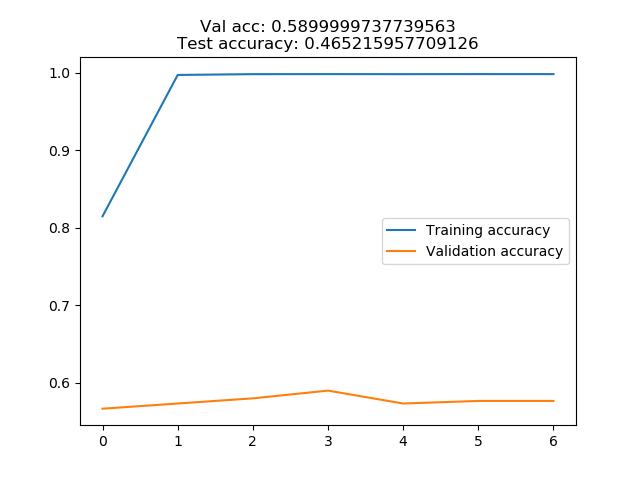 Val acc: 0.5899999737739563
Test accuracy: 0.465215957709126
1.0
0.9
0.8
0.7
0.6
Training accuracy
Validation accuracy
0 1 2 3 4 5 6